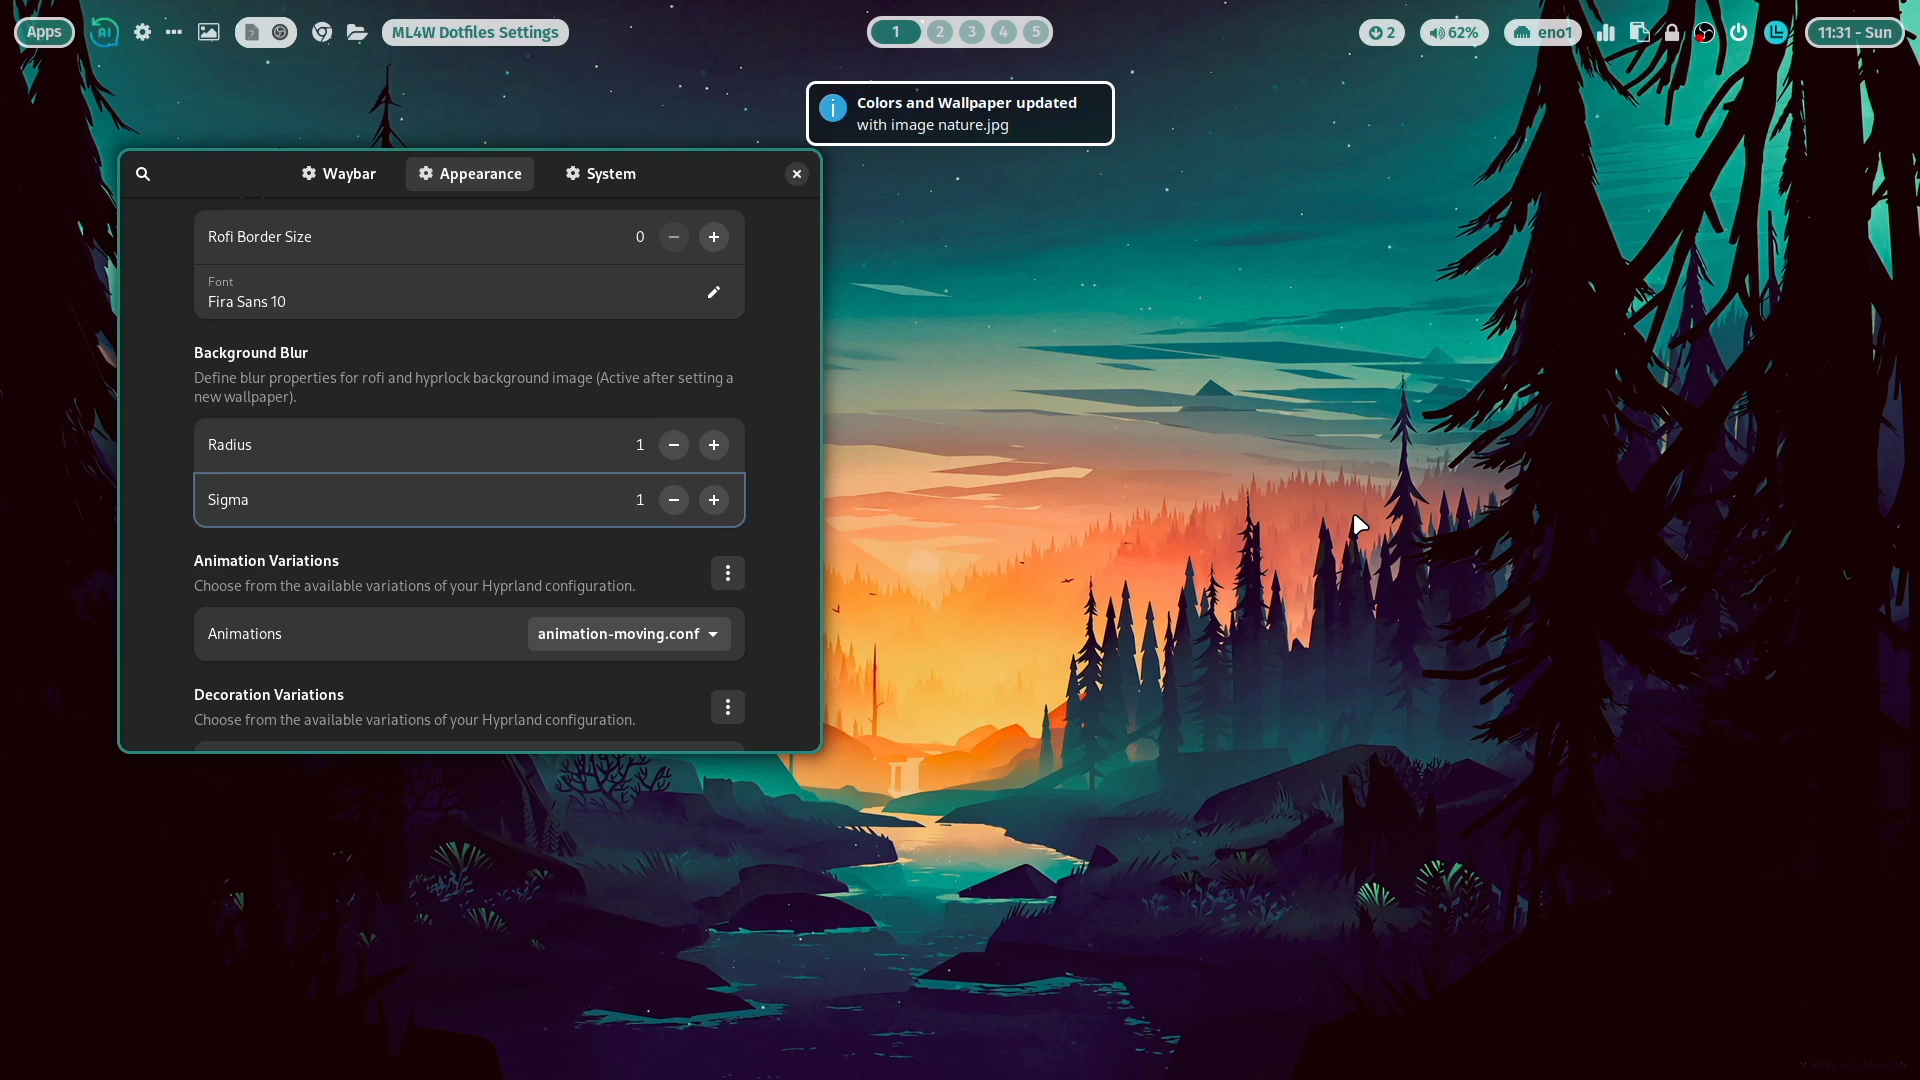 Apps
AI
ML4W Dotfiles Settings
1 2 3 4 5
2
62%
eno1
11:31 - Sun
Colors and Wallpaper updated
with image nature.jpg
Waybar
Appearance
System
Rofi Border Size
0
Font
Fira Sans 10
Background Blur
Define blur properties for rofi and hyprlock background image (Active after setting a
new wallpaper).
Radius
1
Sigma
1
Animation Variations
Choose from the available variations of your Hyprland configuration.
Animations
animation-moving.conf
Decoration Variations
Choose from the available variations of your Hyprland configuration.